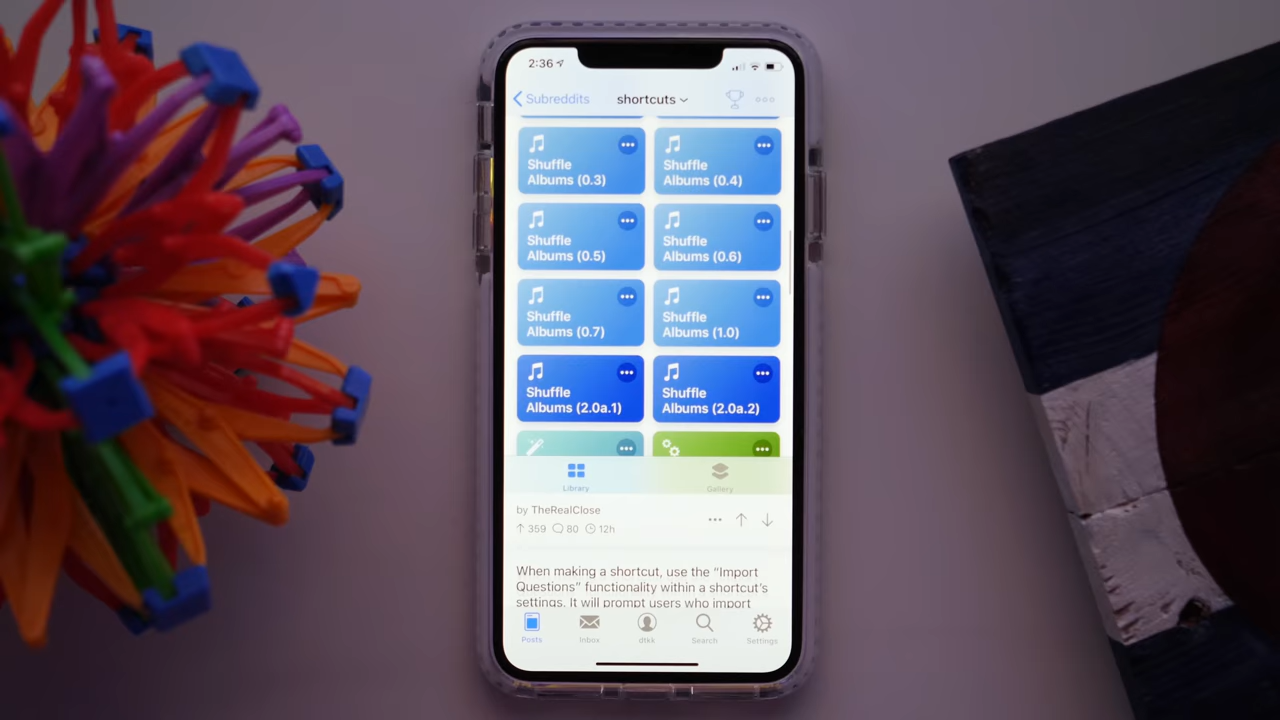 2:36
Subreddits
shortcuts
Shuffle
Albums (0.3)
Shuffle
Albums (0.4)
Shuffle
Albums (0.5)
Shuffle
Albums (0.6)
Shuffle
Albums (0.7)
Shuffle
Albums (1.0)
Shuffle
Albums (2.0a.1)
Shuffle
Albums (2.0a.2)
Library
Gallery
by TheRealClose
359 80 12h
When making a shortcut, use the “Import
Questions” functionality within a shortcut's
settings. It will prompt users who import
Posts
Inbox
dtkk
Search
Settings